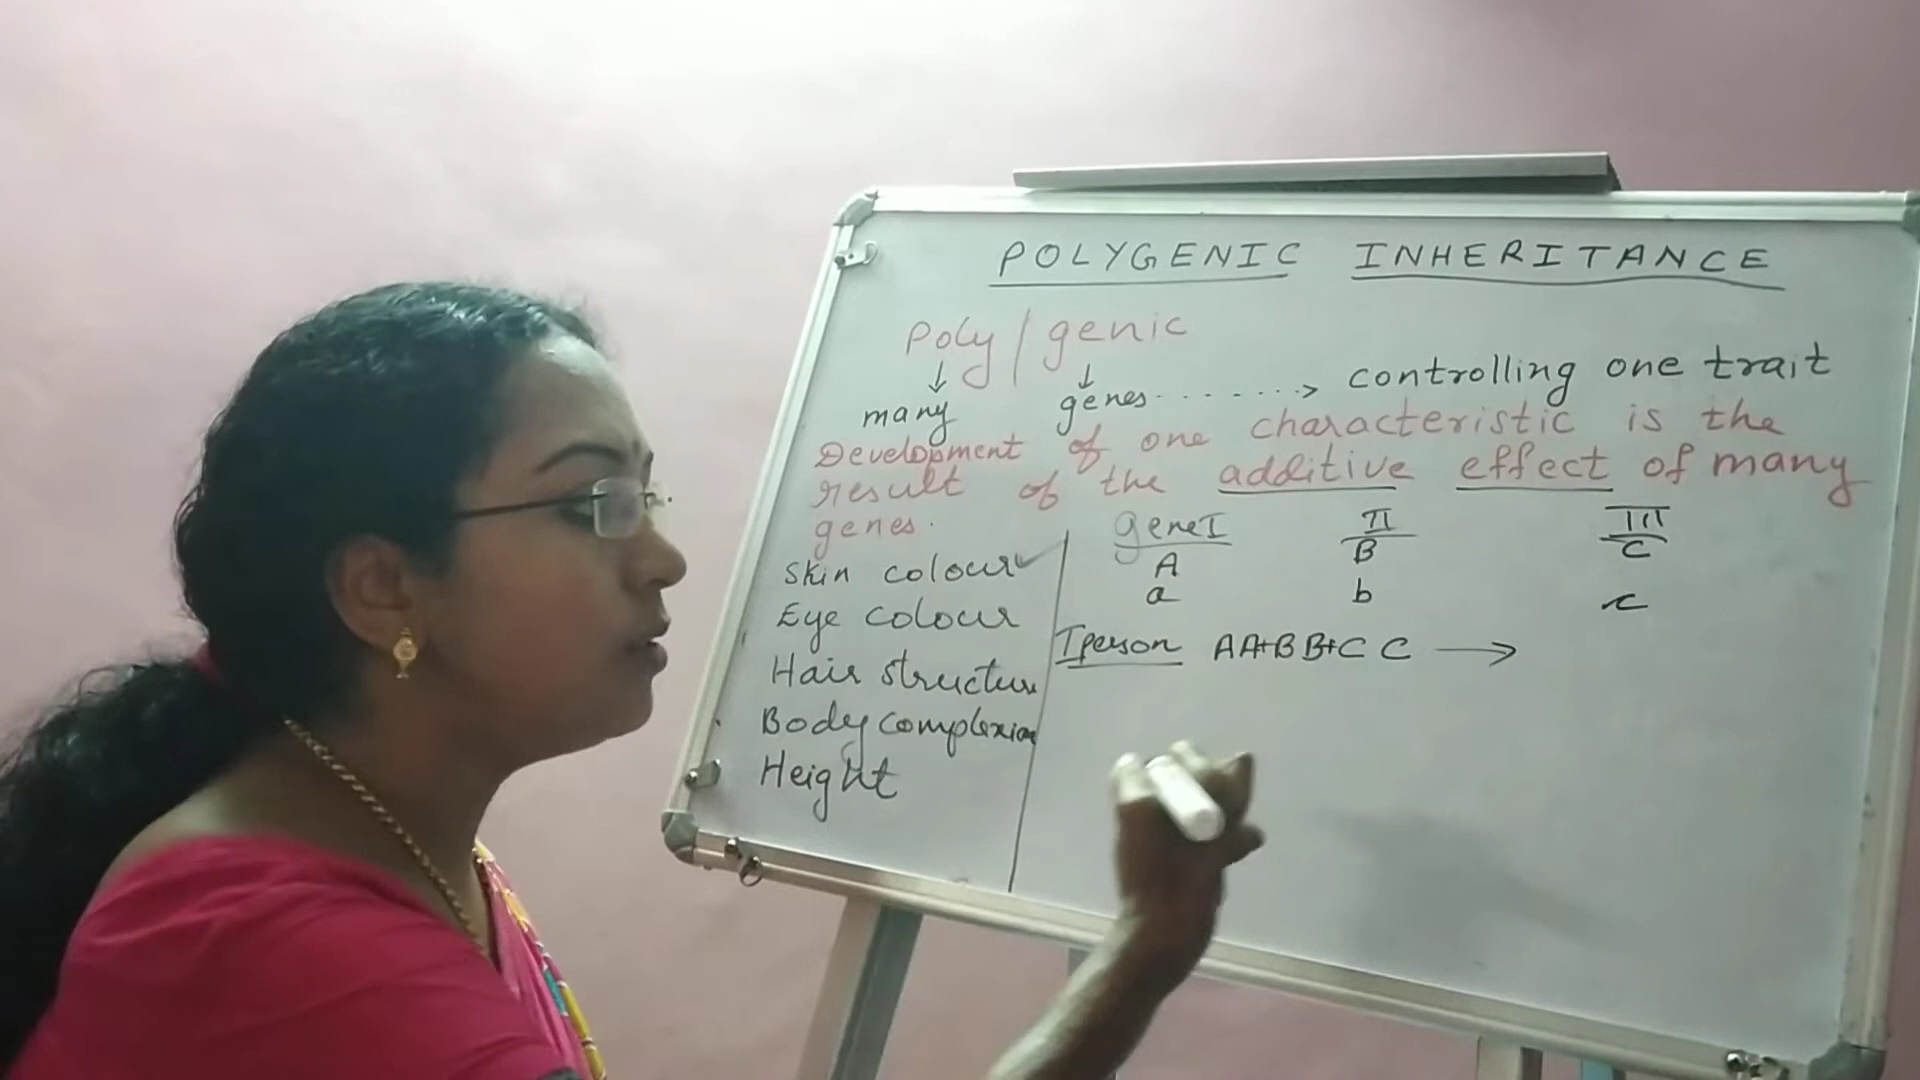 POLYGENIC INHERITANCE
Poly / genic
↓ ↓
many genes ........> controlling one trait
Development of one characteristic is the
result of the additive effect of many
genes.
Skin colour ✓
Eye colour
Hair structure
Body complexion
Height
Gene I II III
A B C
a b c
I person AA+BB+CC →